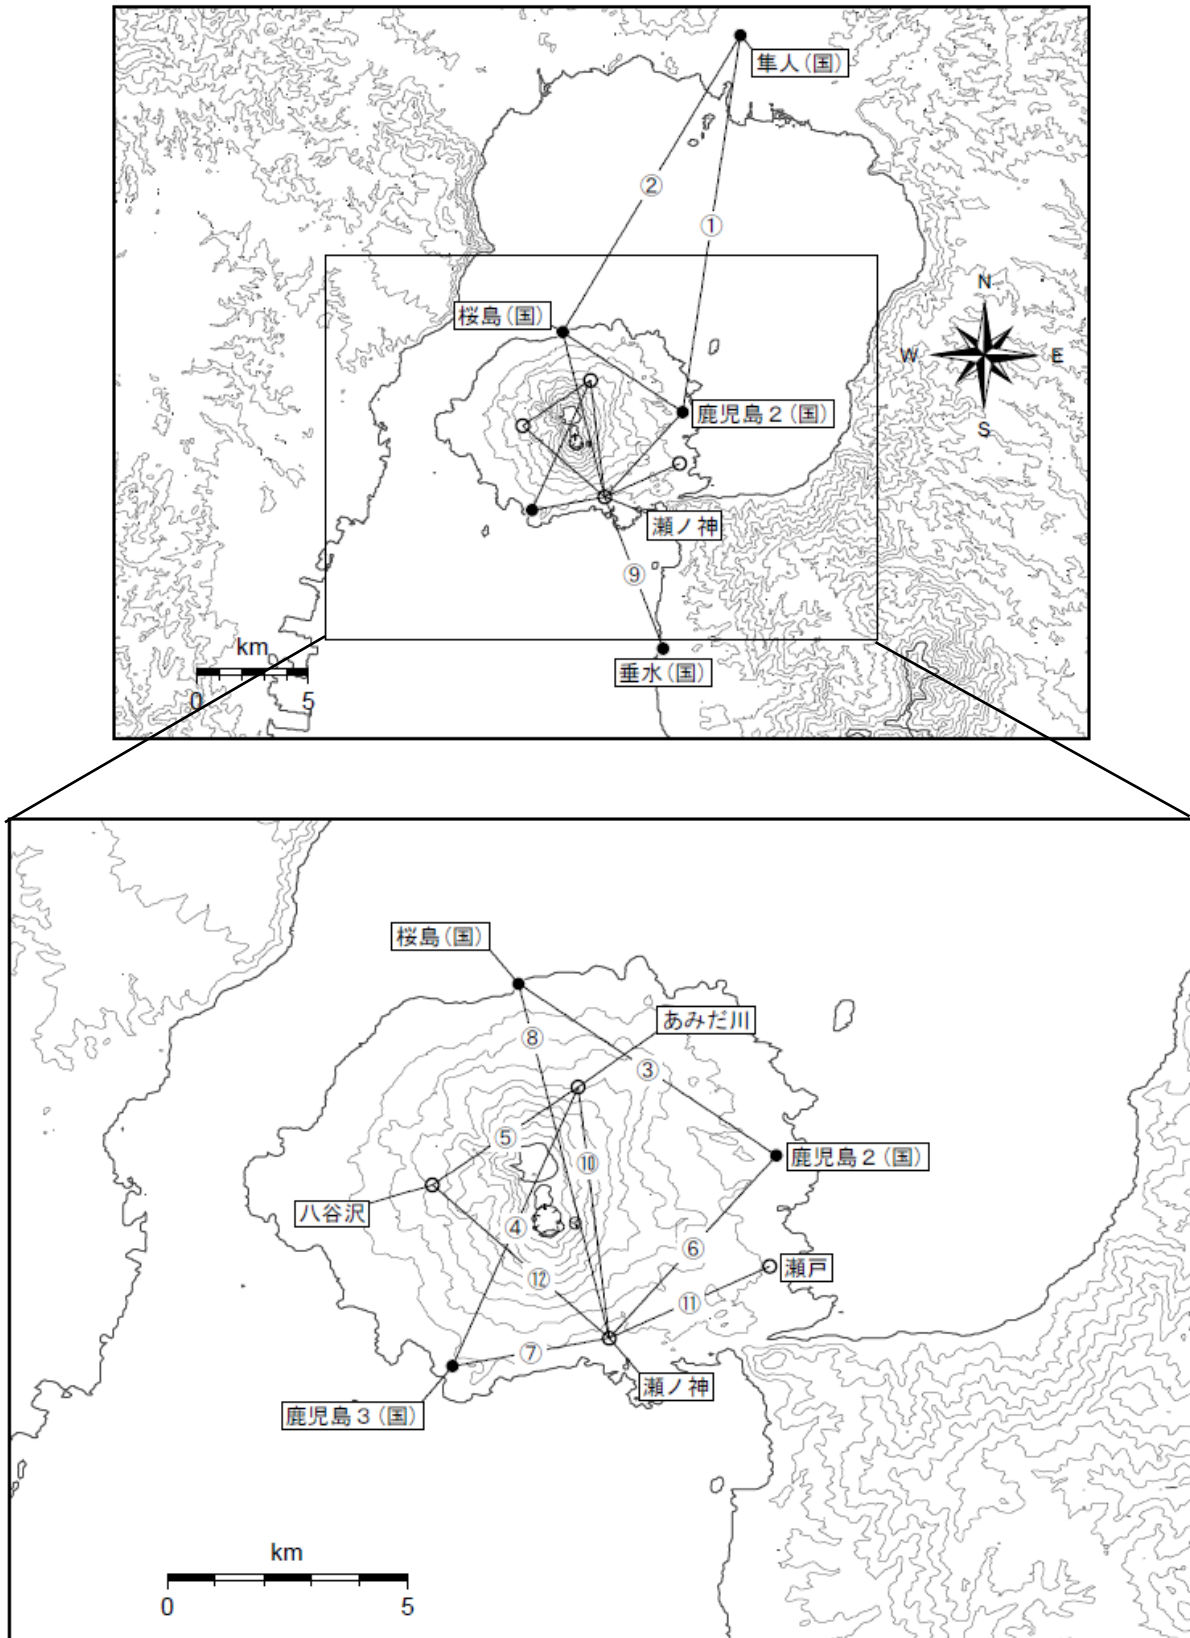 隼人(国)
②
①
N
桜島(国)
W
E
鹿児島2(国)
S
瀬ノ神
⑨
km
垂水(国)
0
5
桜島(国)
あみだ川
⑧
③
⑤
鹿児島2(国)
⑩
八谷沢
④
⑥
瀬戸
⑫
⑪
⑦
瀬ノ神
鹿児島3(国)
km
0
5